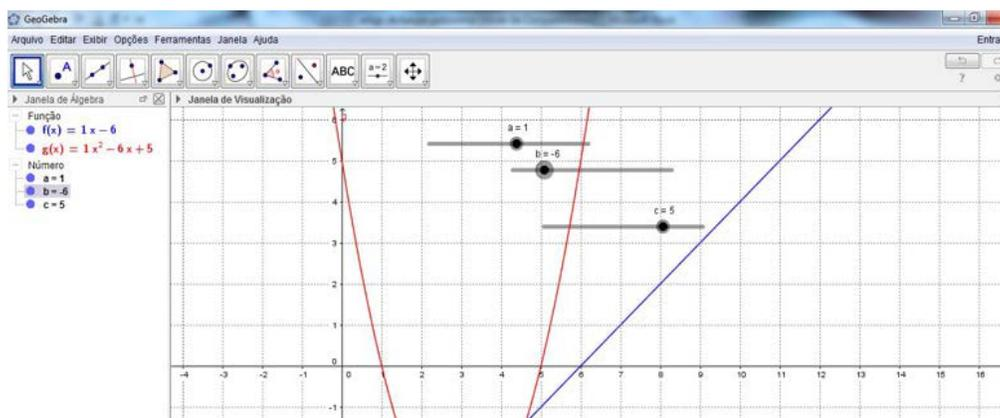 GeoGebra
Arquivo Editar Exibir Opções Ferramentas Janela Ajuda
Entra
A
ABC
a=2
?
Janela de Álgebra
Janela de Visualização
Função
f(x) = 1 x − 6
g(x) = 1 x² − 6 x + 5
Número
a = 1
b = -6
c = 5
a = 1
b = -6
c = 5
6
5
4
3
2
1
0
-1
-4 -3 -2 -1 0 1 2 3 4 5 6 7 8 9 10 11 12 13 14 15 16